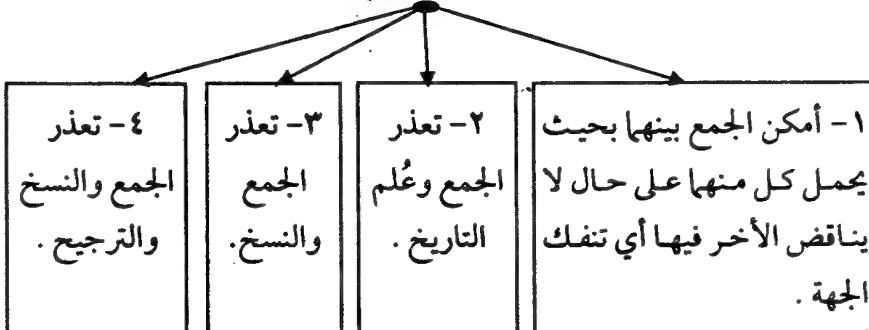 ١- أمكن الجمع بينهما بحيث
يحمل كل منهما على حال لا
يناقض الأخر فيها أي تنفك
الجهة .
٢- تعذر
الجمع وعُلم
التاريخ .
٣- تعذر
الجمع
والنسخ.
٤- تعذر
الجمع والنسخ
والترجيح .